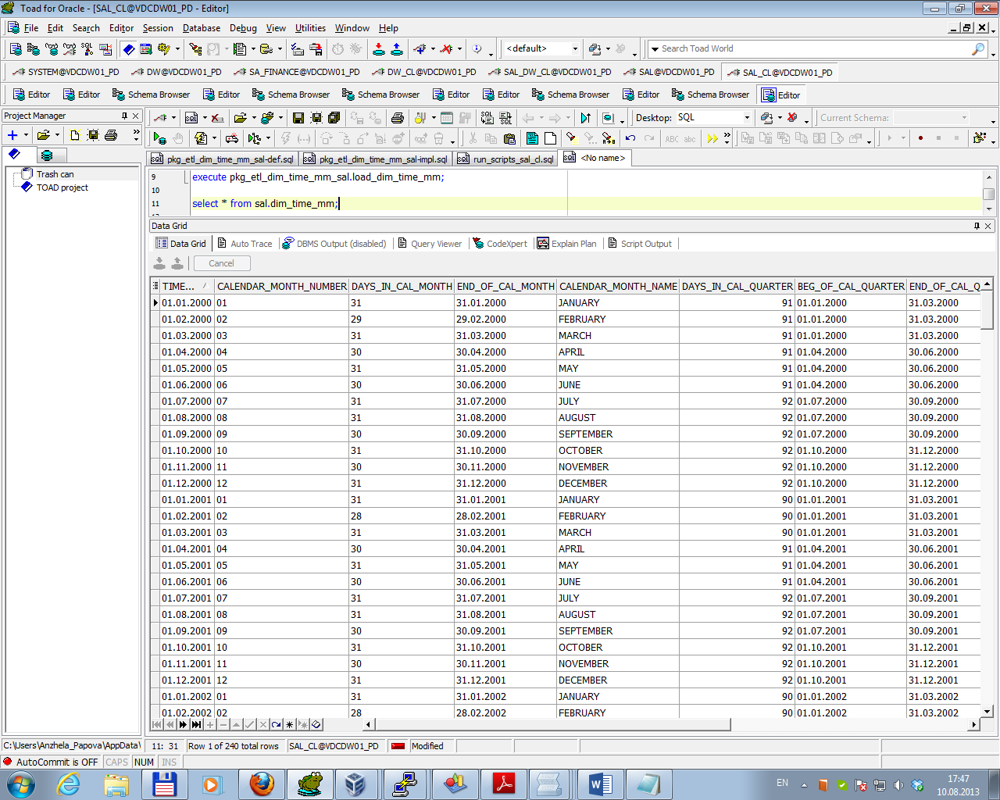 Toad for Oracle - [SAL_CL@VDCDW01_PD - Editor]
File Edit Search Editor Session Database Debug View Utilities Window Help
<default> Search Toad World
SYSTEM@VDCDW01_PD DW@VDCDW01_PD SA_FINANCE@VDCDW01_PD DW_CL@VDCDW01_PD SAL_DW_CL@VDCDW01_PD SAL@VDCDW01_PD SAL_CL@VDCDW01_PD
Editor Editor Schema Browser Editor Schema Browser Schema Browser Editor Editor Schema Browser Editor Schema Browser Editor
Project Manager Desktop: SQL Current Schema:
pkg_etl_dim_time_mm_sal-def.sql pkg_etl_dim_time_mm_sal-impl.sql run_scripts_sal_cl.sql <No name>
Trash can
TOAD project
9 execute pkg_etl_dim_time_mm_sal.load_dim_time_mm;
10
11 select * from sal.dim_time_mm;
Data Grid
Data Grid Auto Trace DBMS Output (disabled) Query Viewer CodeXpert Explain Plan Script Output
Cancel
TIME... CALENDAR_MONTH_NUMBER DAYS_IN_CAL_MONTH END_OF_CAL_MONTH CALENDAR_MONTH_NAME DAYS_IN_CAL_QUARTER BEG_OF_CAL_QUARTER END_OF_CAL_Q
01.01.2000 01 31 31.01.2000 JANUARY 91 01.01.2000 31.03.2000
01.02.2000 02 29 29.02.2000 FEBRUARY 91 01.01.2000 31.03.2000
01.03.2000 03 31 31.03.2000 MARCH 91 01.01.2000 31.03.2000
01.04.2000 04 30 30.04.2000 APRIL 91 01.04.2000 30.06.2000
01.05.2000 05 31 31.05.2000 MAY 91 01.04.2000 30.06.2000
01.06.2000 06 30 30.06.2000 JUNE 91 01.04.2000 30.06.2000
01.07.2000 07 31 31.07.2000 JULY 92 01.07.2000 30.09.2000
01.08.2000 08 31 31.08.2000 AUGUST 92 01.07.2000 30.09.2000
01.09.2000 09 30 30.09.2000 SEPTEMBER 92 01.07.2000 30.09.2000
01.10.2000 10 31 31.10.2000 OCTOBER 92 01.10.2000 31.12.2000
01.11.2000 11 30 30.11.2000 NOVEMBER 92 01.10.2000 31.12.2000
01.12.2000 12 31 31.12.2000 DECEMBER 92 01.10.2000 31.12.2000
01.01.2001 01 31 31.01.2001 JANUARY 90 01.01.2001 31.03.2001
01.02.2001 02 28 28.02.2001 FEBRUARY 90 01.01.2001 31.03.2001
01.03.2001 03 31 31.03.2001 MARCH 90 01.01.2001 31.03.2001
01.04.2001 04 30 30.04.2001 APRIL 91 01.04.2001 30.06.2001
01.05.2001 05 31 31.05.2001 MAY 91 01.04.2001 30.06.2001
01.06.2001 06 30 30.06.2001 JUNE 91 01.04.2001 30.06.2001
01.07.2001 07 31 31.07.2001 JULY 92 01.07.2001 30.09.2001
01.08.2001 08 31 31.08.2001 AUGUST 92 01.07.2001 30.09.2001
01.09.2001 09 30 30.09.2001 SEPTEMBER 92 01.07.2001 30.09.2001
01.10.2001 10 31 31.10.2001 OCTOBER 92 01.10.2001 31.12.2001
01.11.2001 11 30 30.11.2001 NOVEMBER 92 01.10.2001 31.12.2001
01.12.2001 12 31 31.12.2001 DECEMBER 92 01.10.2001 31.12.2001
01.01.2002 01 31 31.01.2002 JANUARY 90 01.01.2002 31.03.2002
01.02.2002 02 28 28.02.2002 FEBRUARY 90 01.01.2002 31.03.2002
C:\Users\Anzhela_Papova\AppData\ 11: 31 Row 1 of 240 total rows SAL_CL@VDCDW01_PD Modified
AutoCommit is OFF CAPS NUM INS
EN 17:47
10.08.2013